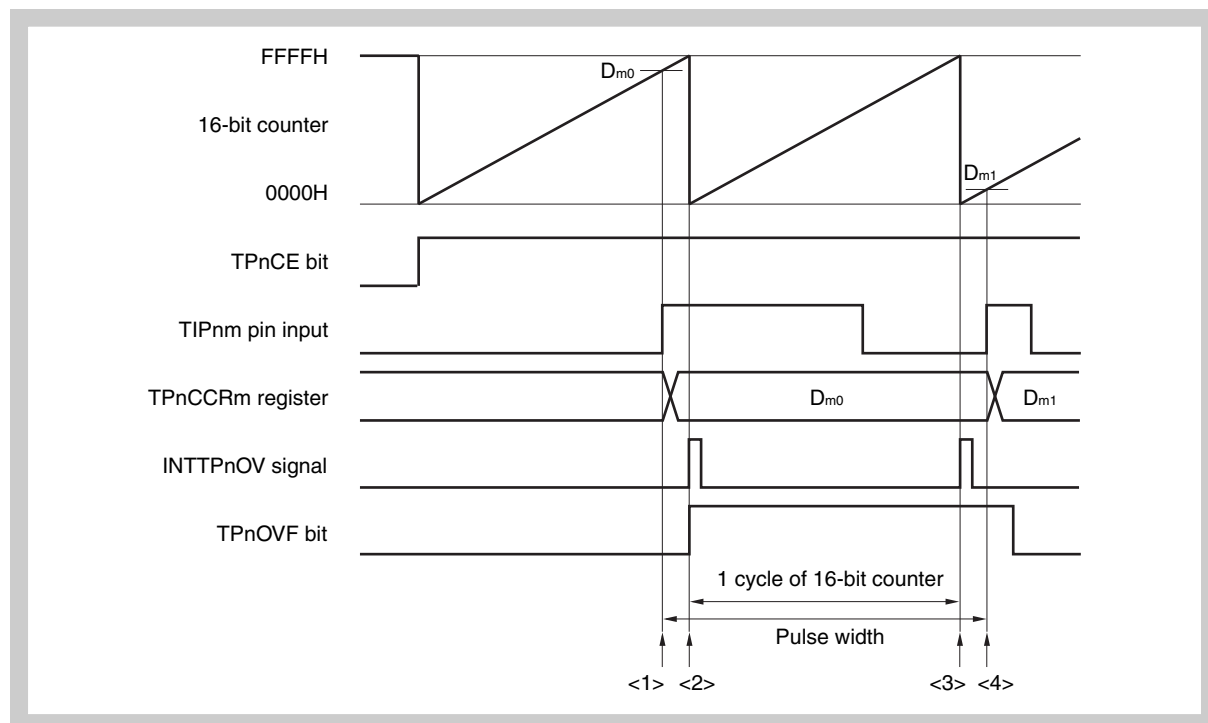 FFFFH
Dm0
16-bit counter
Dm1
0000H
TPnCE bit
TIPnm pin input
TPnCCRm register
Dm0
Dm1
INTTPnOV signal
TPnOVF bit
1 cycle of 16-bit counter
Pulse width
<1> <2> <3> <4>